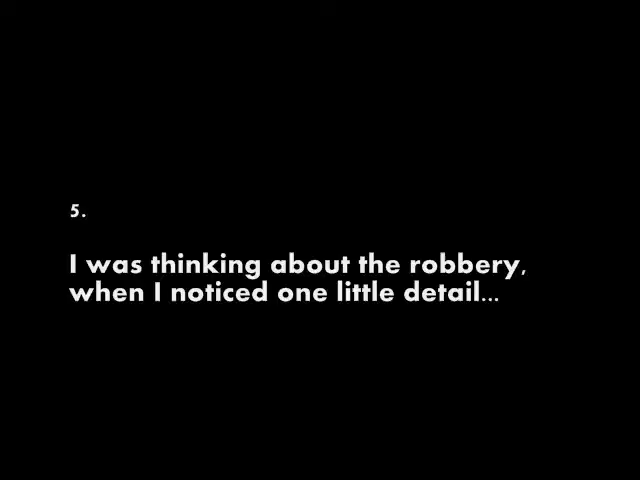 5.
I was thinking about the robbery,
when I noticed one little detail...